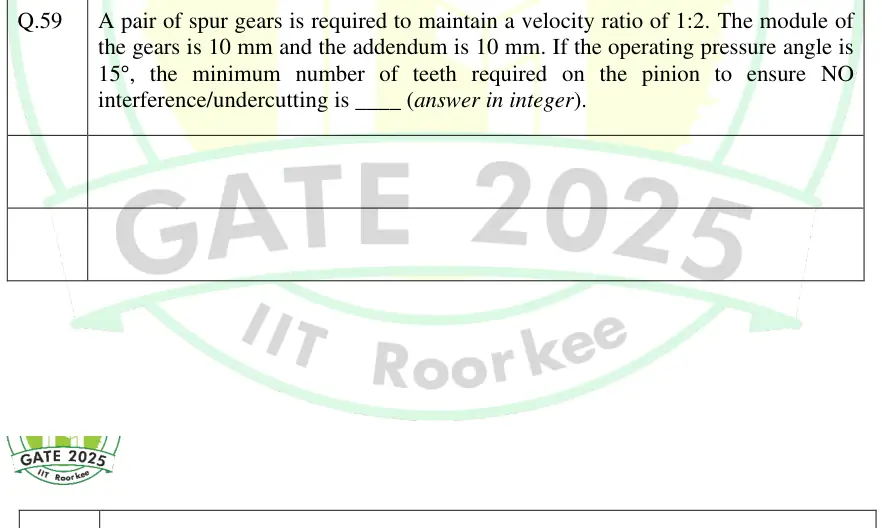 Q.59 A pair of spur gears is required to maintain a velocity ratio of 1:2. The module of
the gears is 10 mm and the addendum is 10 mm. If the operating pressure angle is
15°, the minimum number of teeth required on the pinion to ensure NO
interference/undercutting is ____ (answer in integer).
GATE 2025
IIT Roorkee
GATE 2025
IIT Roorkee